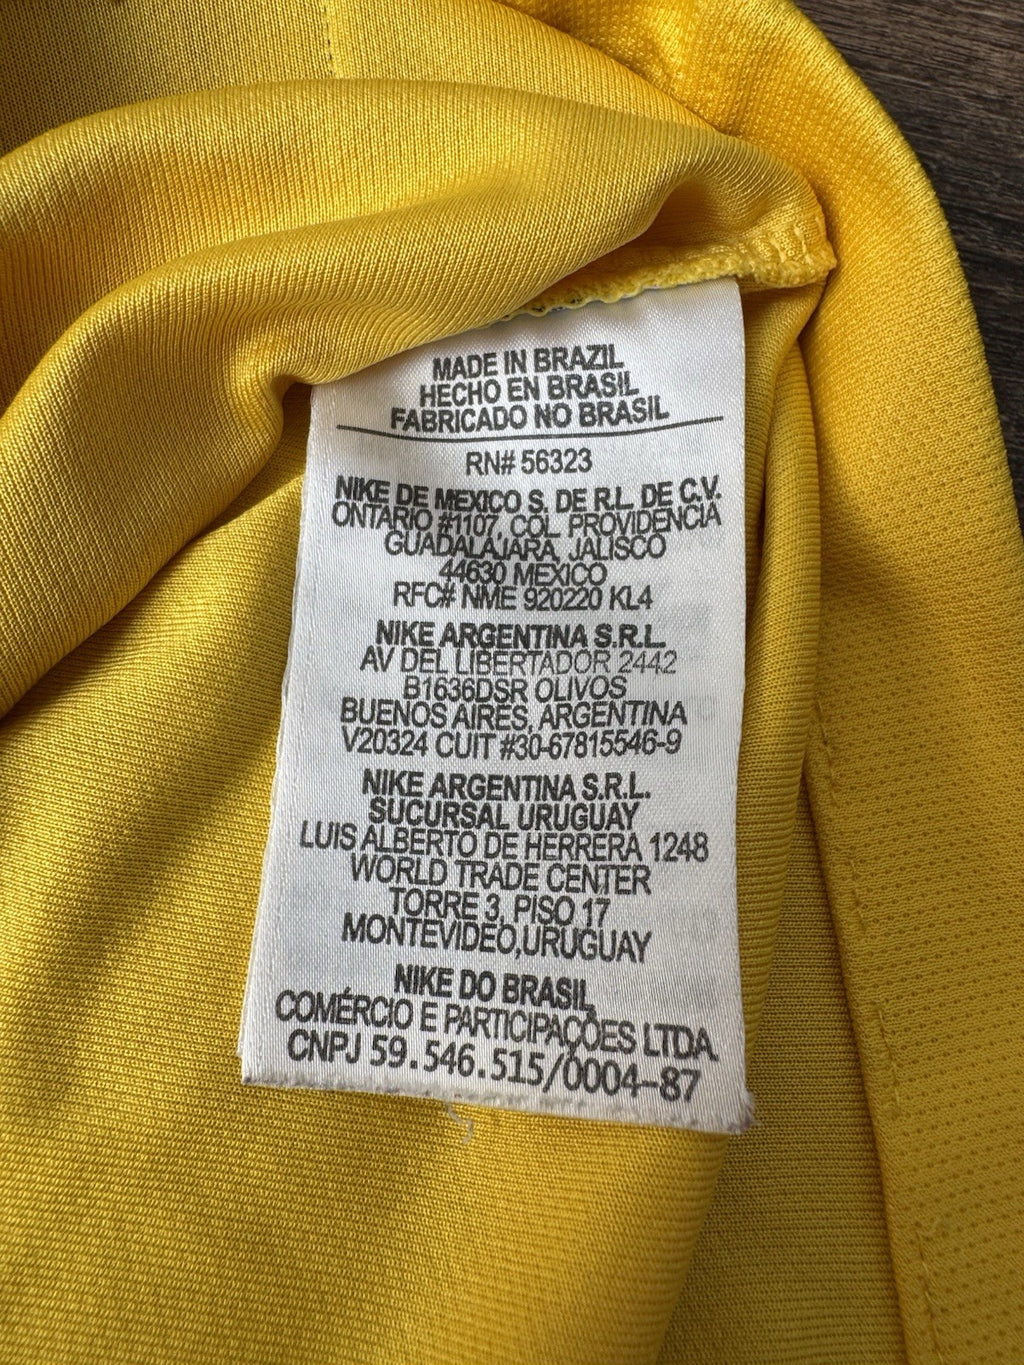 MADE IN BRAZIL
HECHO EN BRASIL
FABRICADO NO BRASIL
RN# 56323
NIKE DE MEXICO S. DE R.L. DE C.V.
ONTARIO #1107, COL PROVIDENCIA
GUADALAJARA, JALISCO
44630 MEXICO
RFC# NME 920220 KL4
NIKE ARGENTINA S.R.L.
AV DEL LIBERTADOR 2442
B1636DSR OLIVOS
BUENOS AIRES, ARGENTINA
V20324 CUIT #30-67815546-9
NIKE ARGENTINA S.R.L.
SUCURSAL URUGUAY
LUIS ALBERTO DE HERRERA 1248
WORLD TRADE CENTER
TORRE 3, PISO 17
MONTEVIDEO,URUGUAY
NIKE DO BRASIL
COMÉRCIO E PARTICIPAÇÕES LTDA
CNPJ 59.546.515/0004-87